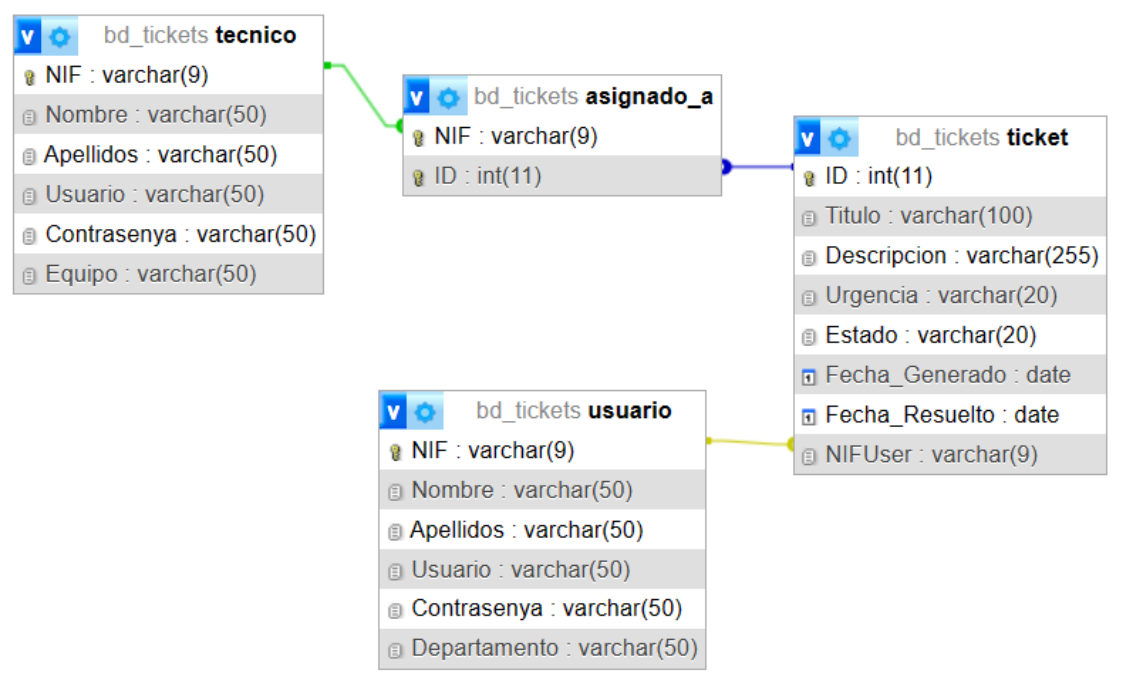 v bd_tickets tecnico
NIF : varchar(9)
Nombre : varchar(50)
Apellidos : varchar(50)
Usuario : varchar(50)
Contrasenya : varchar(50)
Equipo : varchar(50)
v bd_tickets asignado_a
NIF : varchar(9)
ID : int(11)
v bd_tickets ticket
ID : int(11)
Titulo : varchar(100)
Descripcion : varchar(255)
Urgencia : varchar(20)
Estado : varchar(20)
Fecha_Generado : date
Fecha_Resuelto : date
NIFUser : varchar(9)
v bd_tickets usuario
NIF : varchar(9)
Nombre : varchar(50)
Apellidos : varchar(50)
Usuario : varchar(50)
Contrasenya : varchar(50)
Departamento : varchar(50)